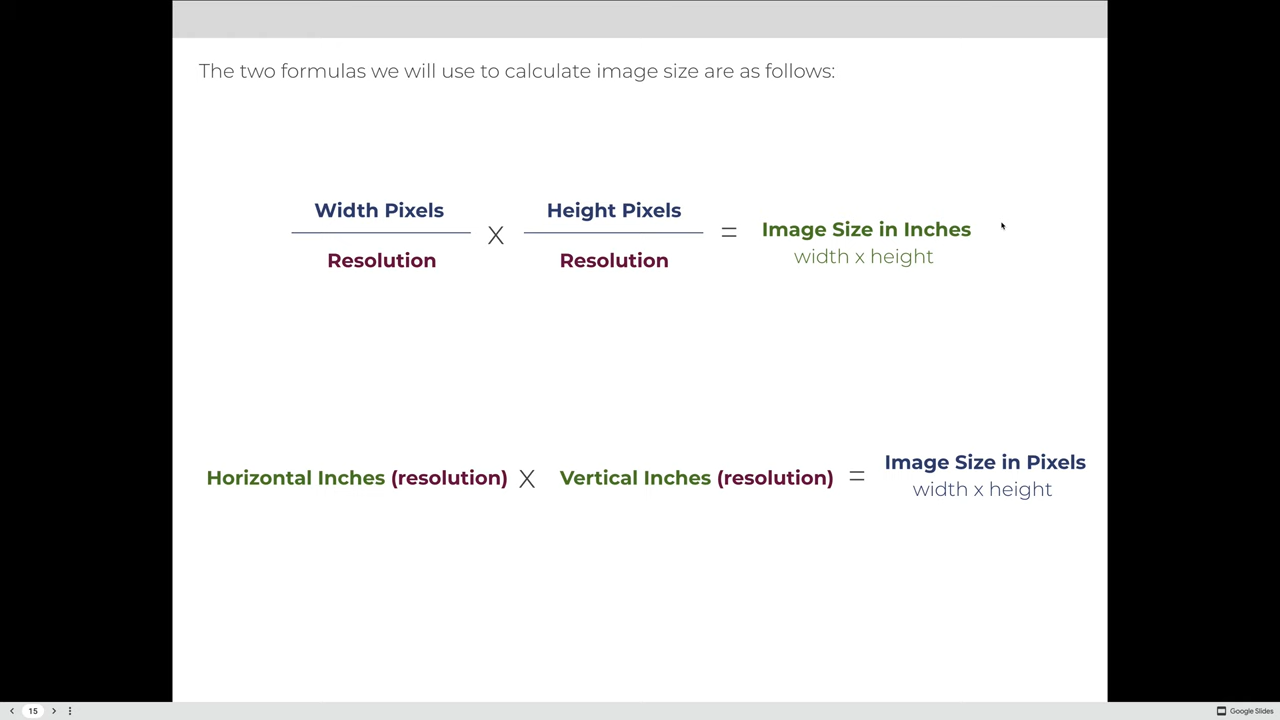 The two formulas we will use to calculate image size are as follows:
Width Pixels
Resolution
X
Height Pixels
Resolution
=
Image Size in Inches
width x height
Horizontal Inches (resolution) X Vertical Inches (resolution) =
Image Size in Pixels
width x height
15
Google Slides